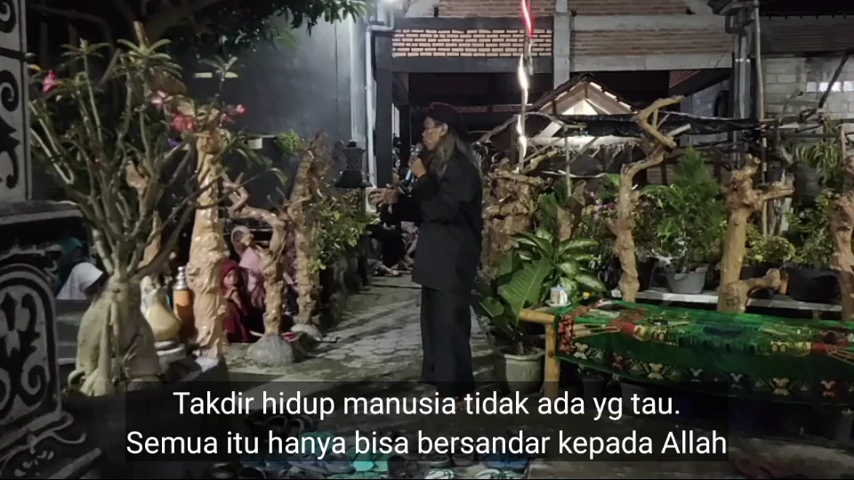 Takdir hidup manusia tidak ada yg tau.
Semua itu hanya bisa bersandar kepada Allah